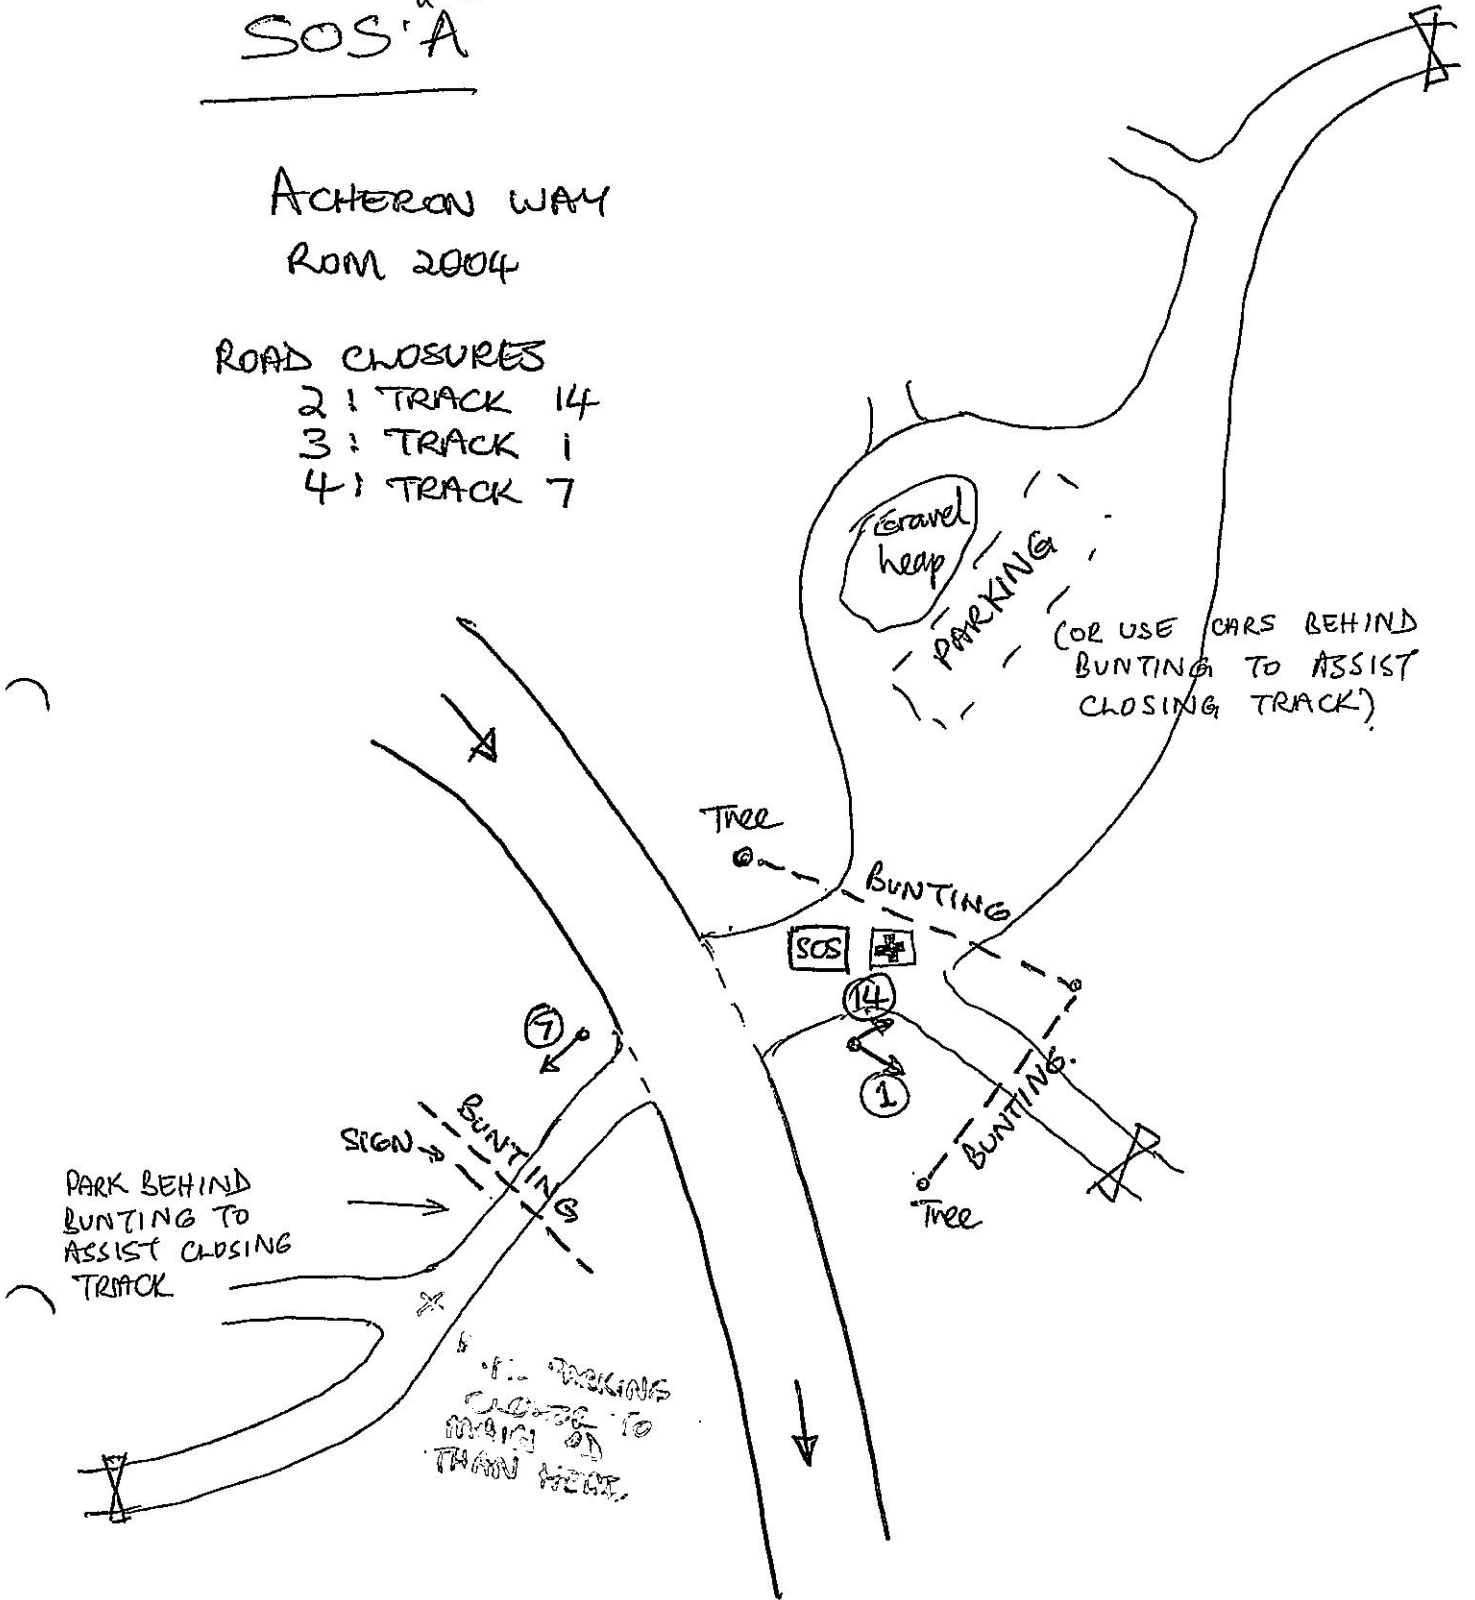 SOS 'A
ACHERON WAY
ROM 2004
ROAD CLOSURES
2: TRACK 14
3: TRACK 1
4: TRACK 7
Gravel
heap
PARKING
(OR USE CARS BEHIND
BUNTING TO ASSIST
CLOSING TRACK)
Tree
BUNTING
SOS
14
7
1
BUNTING.
Tree
BUNTING
SIGN
PARK BEHIND
BUNTING TO
ASSIST CLOSING
TRACK
PARKING
TO
MAIN RD
THAN HERE.